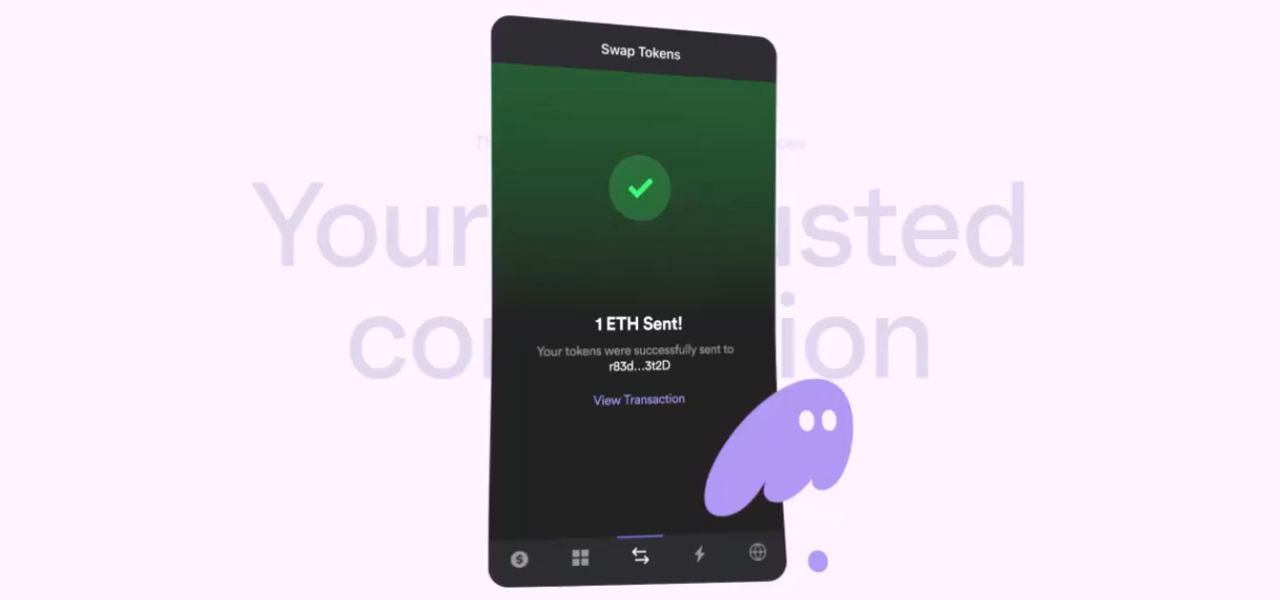 Swap Tokens
Your usted
co ion
1 ETH Sent!
Your tokens were successfully sent to
r83d...3t2D
View Transaction